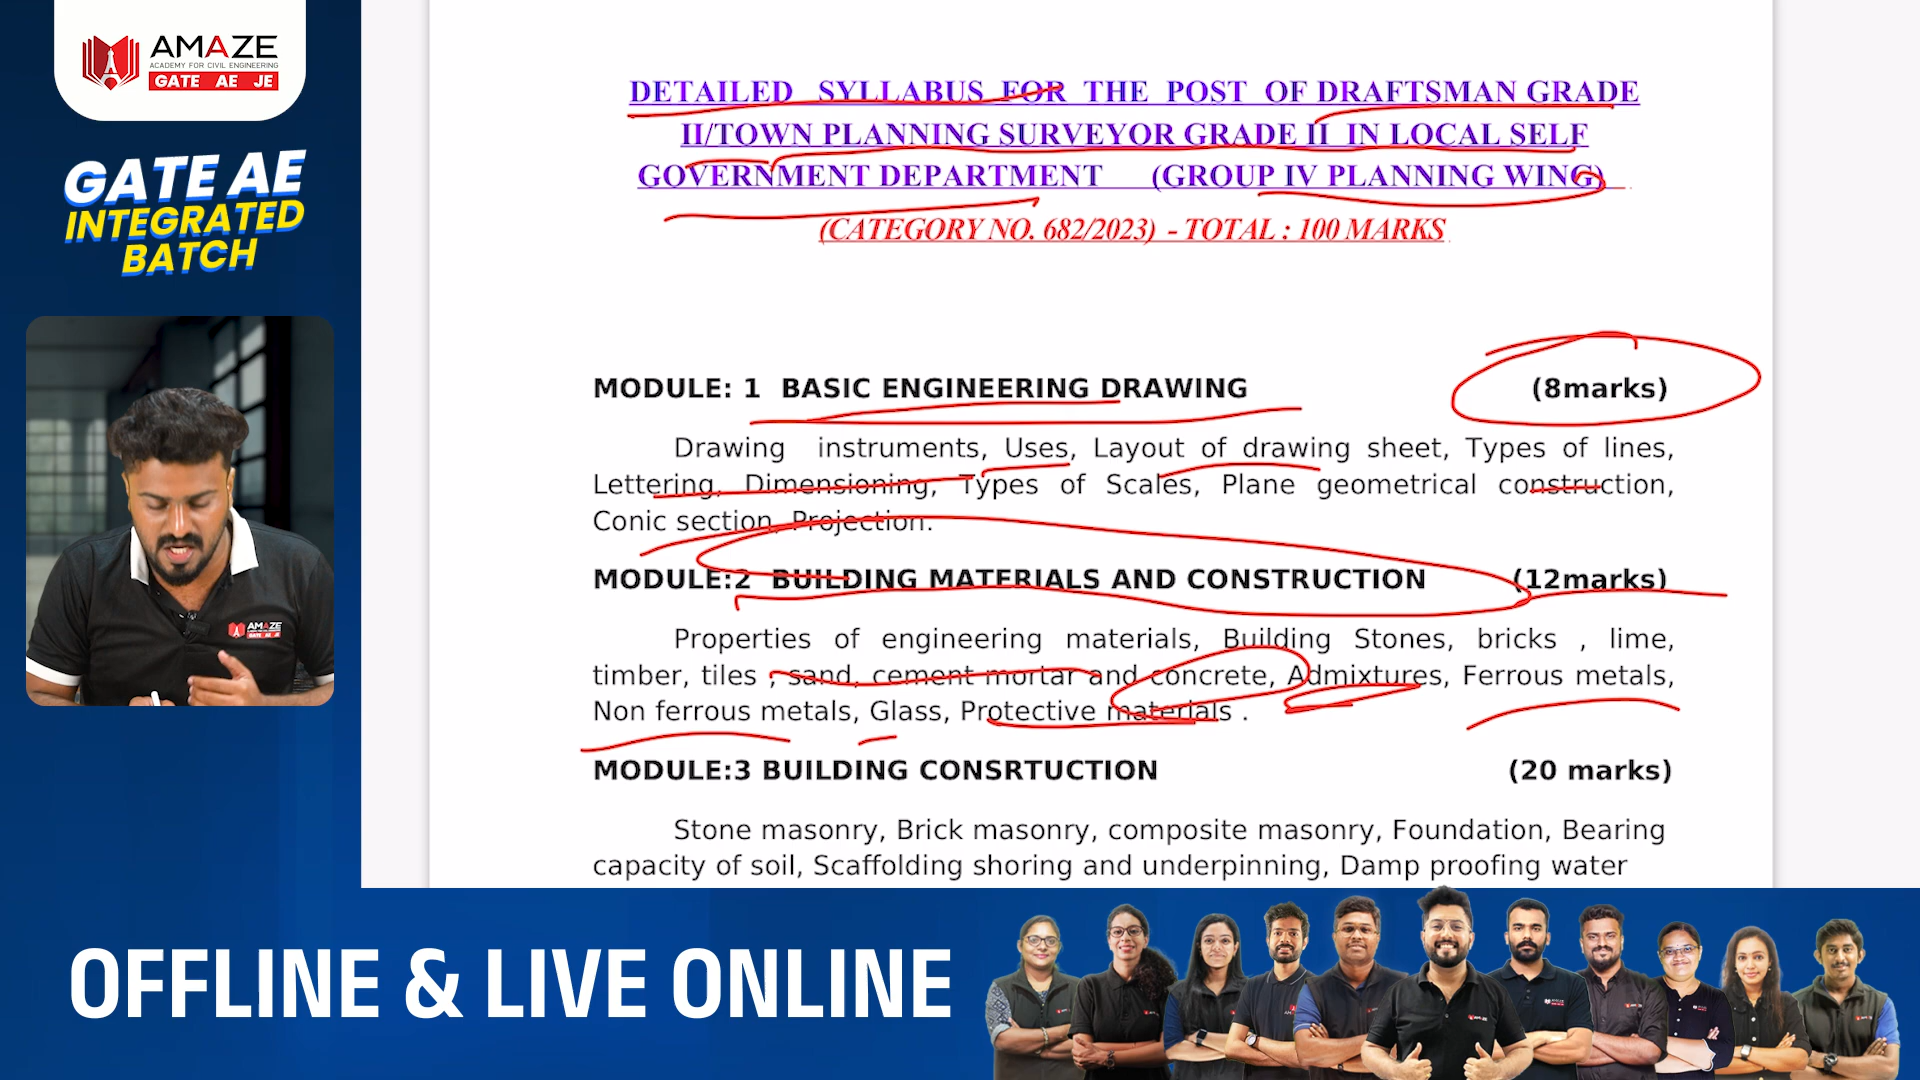 AMAZE
ACADEMY FOR CIVIL ENGINEERING
GATE AE JE
GATE AE
INTEGRATED
BATCH
AMAZE
GATE AE JE
DETAILED SYLLABUS FOR THE POST OF DRAFTSMAN GRADE
II/TOWN PLANNING SURVEYOR GRADE II IN LOCAL SELF
GOVERNMENT DEPARTMENT (GROUP IV PLANNING WING)
(CATEGORY NO. 682/2023) - TOTAL : 100 MARKS
MODULE: 1 BASIC ENGINEERING DRAWING (8marks)
Drawing instruments, Uses, Layout of drawing sheet, Types of lines,
Lettering, Dimensioning, Types of Scales, Plane geometrical construction,
Conic section, Projection.
MODULE:2 BUILDING MATERIALS AND CONSTRUCTION (12marks)
Properties of engineering materials, Building Stones, bricks , lime,
timber, tiles , sand, cement mortar and concrete, Admixtures, Ferrous metals,
Non ferrous metals, Glass, Protective materials .
MODULE:3 BUILDING CONSRTUCTION (20 marks)
Stone masonry, Brick masonry, composite masonry, Foundation, Bearing
capacity of soil, Scaffolding shoring and underpinning, Damp proofing water
OFFLINE & LIVE ONLINE